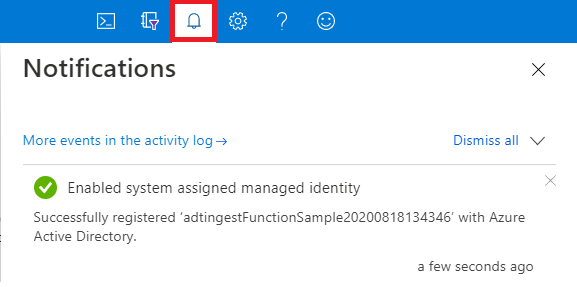 Notifications
More events in the activity log→
Dismiss all
Enabled system assigned managed identity
Successfully registered ‘adtingestFunctionSample20200818134346’ with Azure
Active Directory.
a few seconds ago